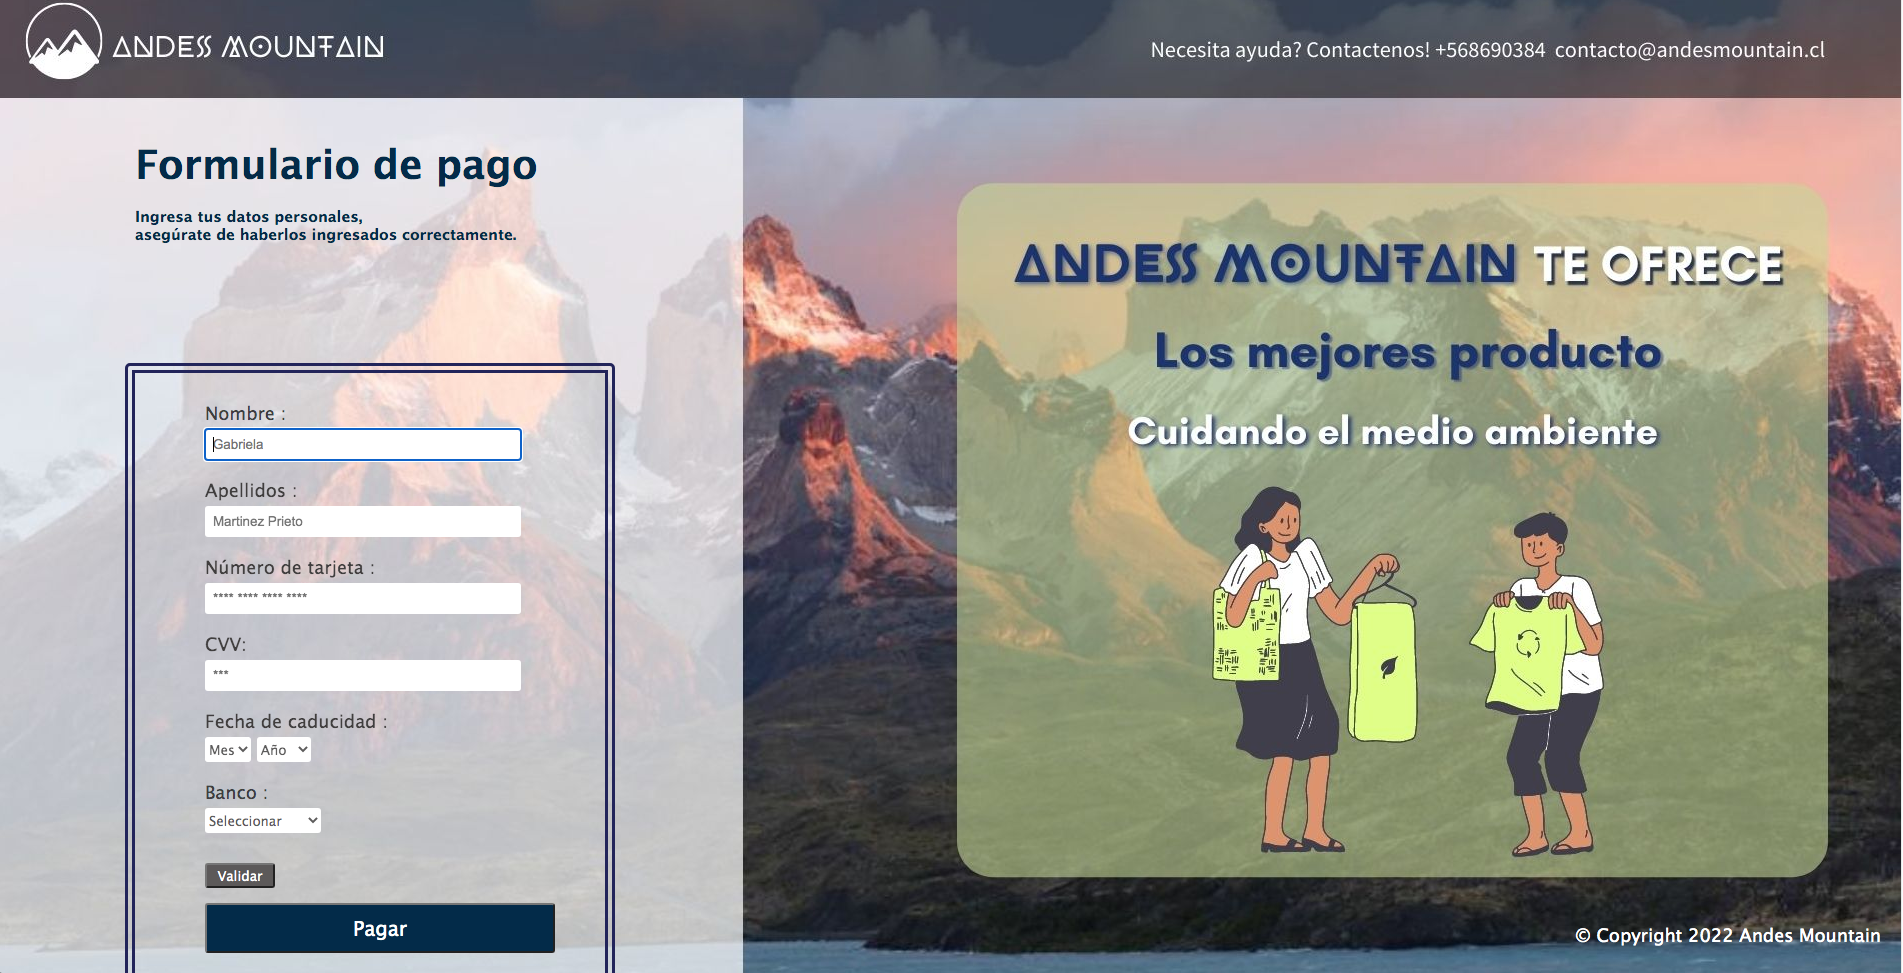 ANDES MOUNTAIN
Necesita ayuda? Contactenos! +568690384 contacto@andesmountain.cl
Formulario de pago
Ingresa tus datos personales,
asegúrate de haberlos ingresados correctamente.
Nombre :
Gabriela
Apellidos :
Martinez Prieto
Número de tarjeta :
**** **** **** ****
CVV:
***
Fecha de caducidad :
Mes Año
Banco :
Seleccionar
Validar
Pagar
ANDES MOUNTAIN TE OFRECE
Los mejores producto
Cuidando el medio ambiente
© Copyright 2022 Andes Mountain